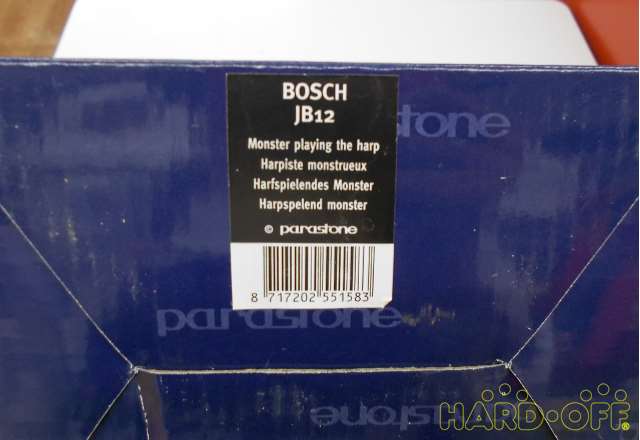 BOSCH
JB12
Monster playing the harp
Harpiste monstrueux
Harfspielendes Monster
Harpspelend monster
© parastone
8 717202 551583
parastone
parastone
HARD-OFF®